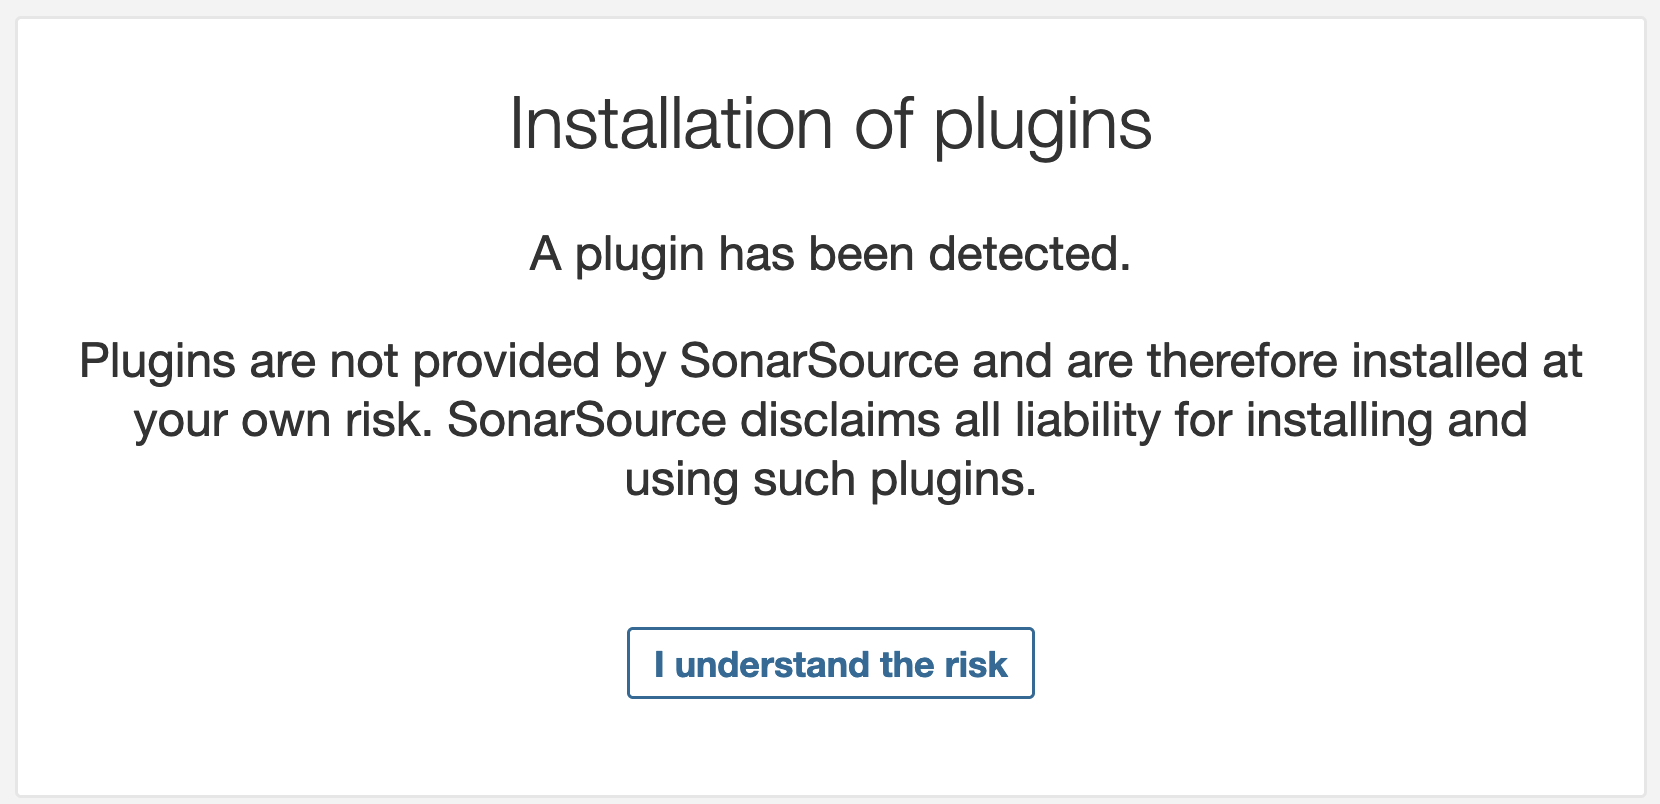 Installation of plugins
A plugin has been detected.
Plugins are not provided by SonarSource and are therefore installed at
your own risk. SonarSource disclaims all liability for installing and
using such plugins.
I understand the risk